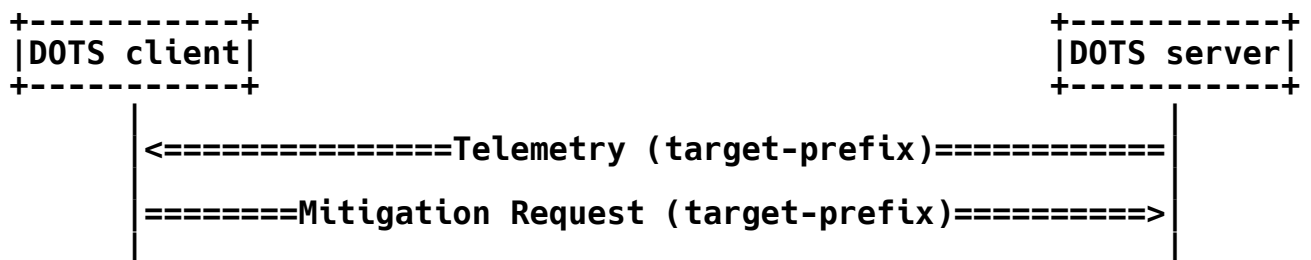 +-----------+                                         +-----------+
|DOTS client|                                         |DOTS server|
+-----------+                                         +-----------+
      |                                                     |
      |<===============Telemetry (target-prefix)============|
      |                                                     |
      |========Mitigation Request (target-prefix)==========>|
      |                                                     |